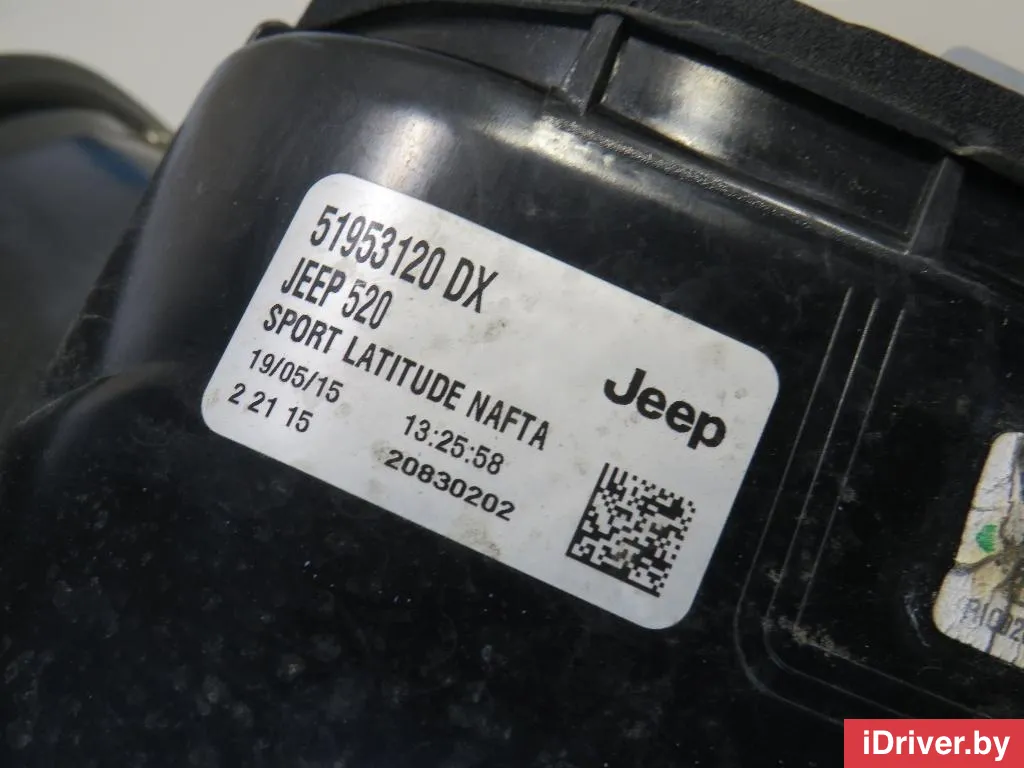 51953120 DX
JEEP 520
SPORT LATITUDE NAFTA
19/05/15 13:25:58
2 21 15 20830202
Jeep
iDriver.by